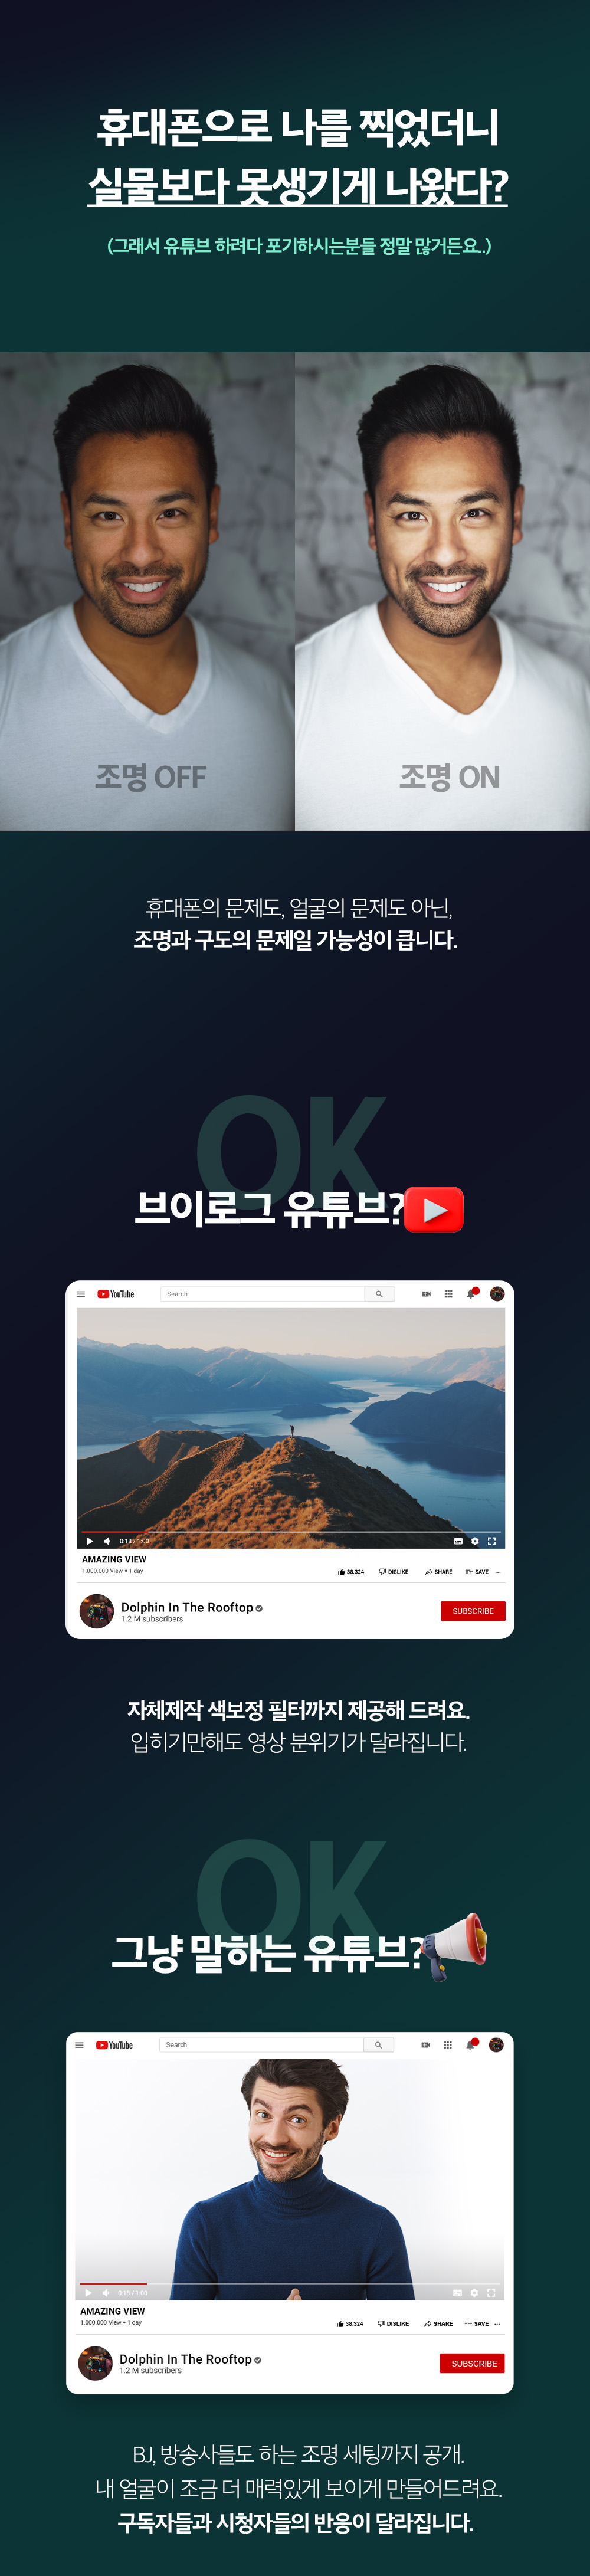 휴대폰으로 나를 찍었더니
실물보다 못생기게 나왔다?
(그래서 유튜브 하려다 포기하시는분들 정말 많거든요..)
조명 OFF
조명 ON
휴대폰의 문제도, 얼굴의 문제도 아닌,
조명과 구도의 문제일 가능성이 큽니다.
OK
브이로그 유튜브?
YouTube
Search
0:18 / 1:00
AMAZING VIEW
1.000.000 View • 1 day
38.324 DISLIKE SHARE SAVE ...
Dolphin In The Rooftop
1.2 M subscribers
SUBSCRIBE
자체제작 색보정 필터까지 제공해 드려요.
입히기만해도 영상 분위기가 달라집니다.
OK
그냥 말하는 유튜브?
YouTube
Search
0:18 / 1:00
AMAZING VIEW
1.000.000 View • 1 day
38.324 DISLIKE SHARE SAVE ...
Dolphin In The Rooftop
1.2 M subscribers
SUBSCRIBE
BJ, 방송사들도 하는 조명 세팅까지 공개.
내 얼굴이 조금 더 매력있게 보이게 만들어드려요.
구독자들과 시청자들의 반응이 달라집니다.